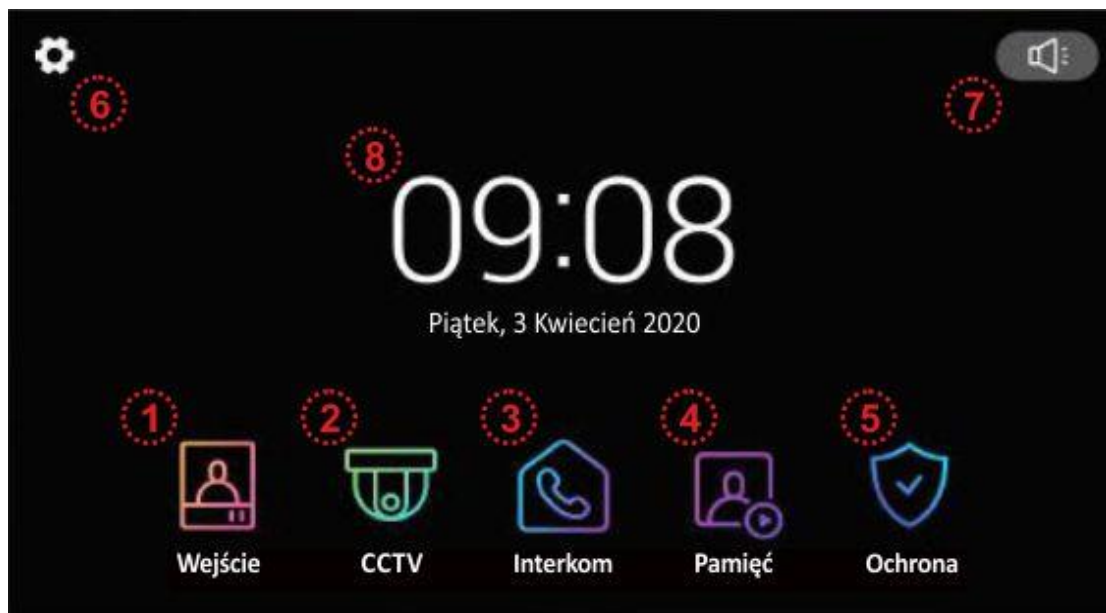 6
7
8
09:08
Piątek, 3 Kwiecień 2020
1 2 3 4 5
Wejście CCTV Interkom Pamięć Ochrona